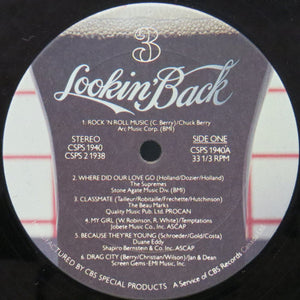 3
Lookin' Back
1. ROCK 'N ROLL MUSIC (C. Berry)/Chuck Berry
Arc Music Corp. (BMI)
STEREO
CSPS 1940
CSPS 2 1938
SIDE ONE
CSPS 1940A
33 1/3 RPM
2. WHERE DID OUR LOVE GO (Holland/Dozier/Holland)
The Supremes
Stone Agate Music Div. (BMI)
3. CLASSMATE (Tailleur/Robitaille/Frechette/Hutchinson)
The Beau Marks
Quality Music Pub. Ltd. PROCAN
4. MY GIRL (W. Robinson, R. White)/Temptations
Jobete Music Co. Inc. ASCAP
5. BECAUSE THEY'RE YOUNG (Schroeder/Gold/Costa)
Duane Eddy
Shapiro Bernstein & Co. Inc. ASCAP
6. DRAG CITY (Berry/Christian/Wilson)/Jan & Dean
Screen Gems-EMI Music, Inc.
MANUFACTURED BY CBS SPECIAL PRODUCTS A Service of CBS Records